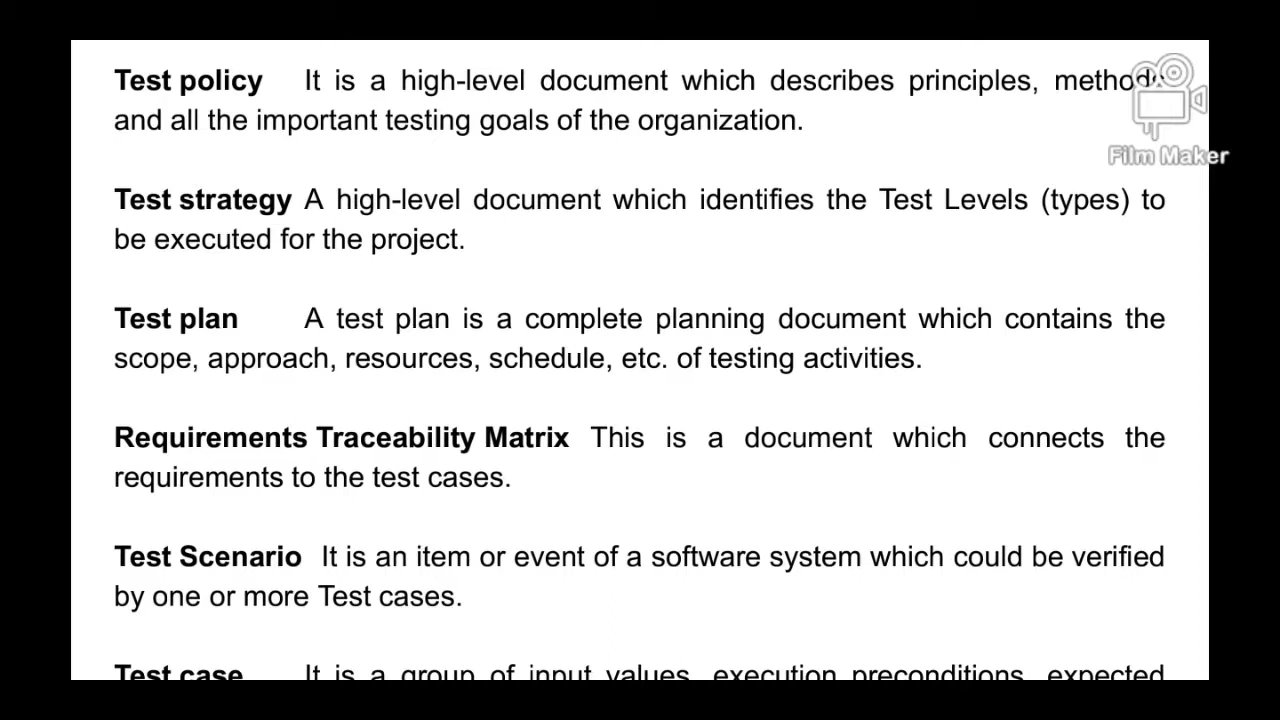 Test policy It is a high-level document which describes principles, methods
and all the important testing goals of the organization.
Film Maker
Test strategy A high-level document which identifies the Test Levels (types) to
be executed for the project.
Test plan A test plan is a complete planning document which contains the
scope, approach, resources, schedule, etc. of testing activities.
Requirements Traceability Matrix This is a document which connects the
requirements to the test cases.
Test Scenario It is an item or event of a software system which could be verified
by one or more Test cases.
Test case It is a group of input values, execution preconditions, expected